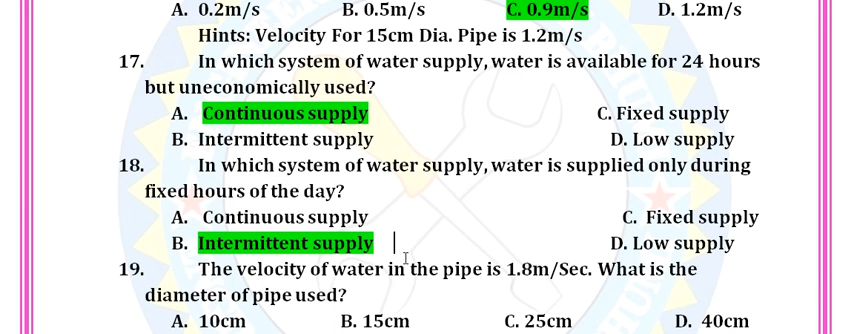 A. 0.2m/s B. 0.5m/s C. 0.9m/s D. 1.2m/s
Hints: Velocity For 15cm Dia. Pipe is 1.2m/s
17. In which system of water supply, water is available for 24 hours
but uneconomically used?
A. Continuous supply C. Fixed supply
B. Intermittent supply D. Low supply
18. In which system of water supply, water is supplied only during
fixed hours of the day?
A. Continuous supply C. Fixed supply
B. Intermittent supply D. Low supply
19. The velocity of water in the pipe is 1.8m/Sec. What is the
diameter of pipe used?
A. 10cm B. 15cm C. 25cm D. 40cm